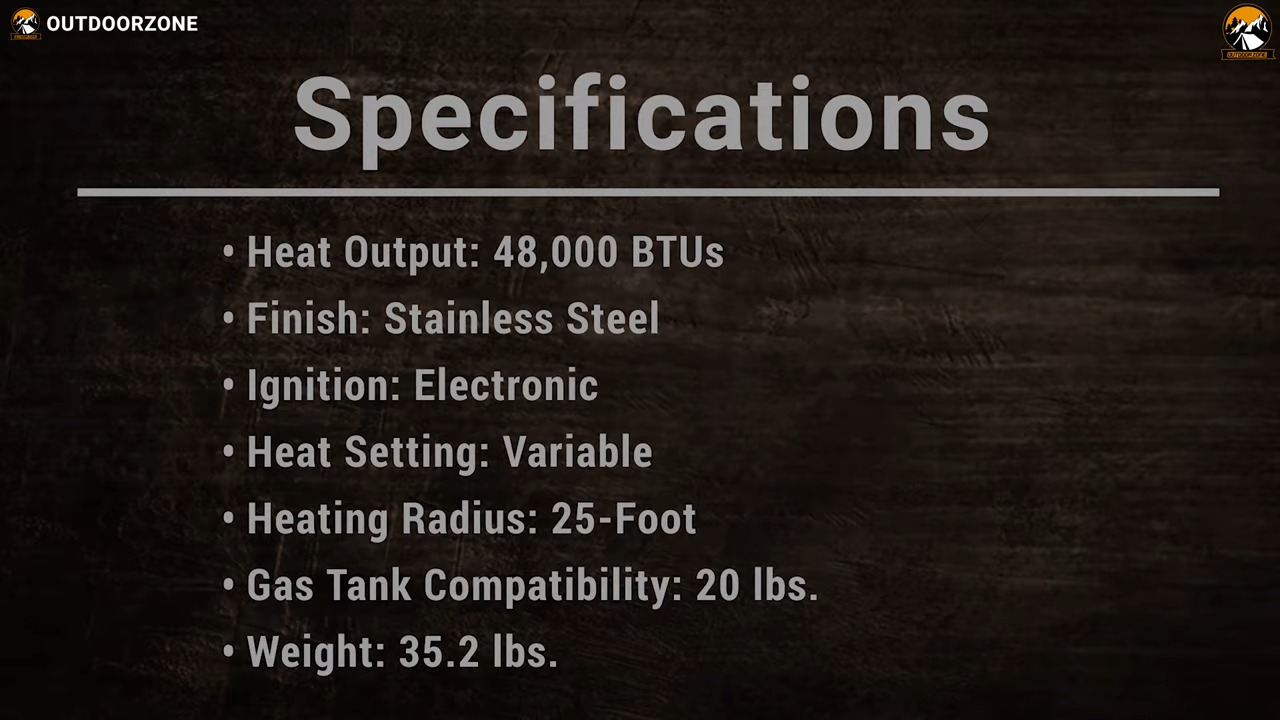 OUTDOORZONE
Specifications
• Heat Output: 48,000 BTUs
• Finish: Stainless Steel
• Ignition: Electronic
• Heat Setting: Variable
• Heating Radius: 25-Foot
• Gas Tank Compatibility: 20 lbs.
• Weight: 35.2 lbs.
OUTDOORZONE